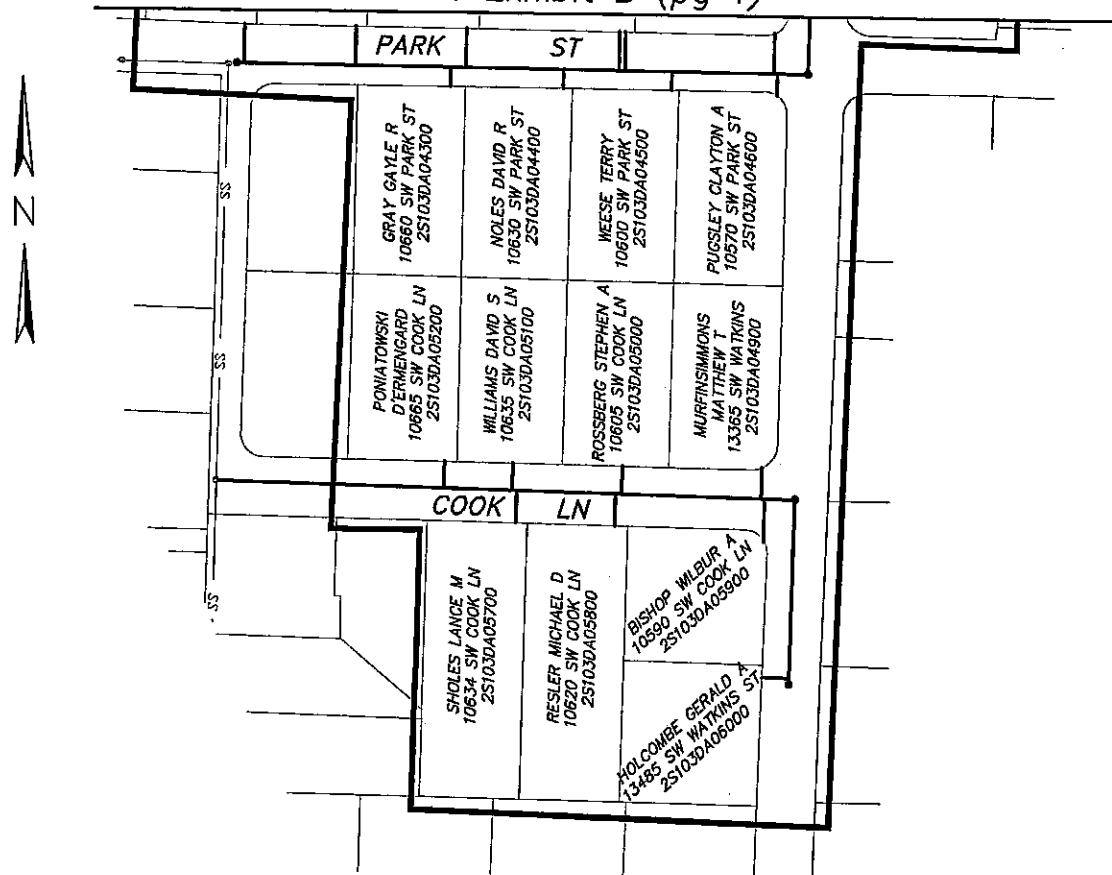 Exhibit B (pg 1)
PARK ST
N
GRAY GAYLE R
10660 SW PARK ST
2S103DA04300
NOLES DAVID R
10630 SW PARK ST
2S103DA04400
WEESE TERRY
10600 SW PARK ST
2S103DA04500
PUGSLEY CLAYTON A
10570 SW PARK ST
2S103DA04600
SS
PONIATOWSKI
D'ERMENGARD
10665 SW COOK LN
2S103DA05200
WILLIAMS DAVID S
10635 SW COOK LN
2S103DA05100
ROSSBERG STEPHEN A
10605 SW COOK LN
2S103DA05000
MURFINSIMMONS
MATTHEW T
13365 SW WATKINS
2S103DA04900
SS
COOK LN
SS
SHOLES LANCE M
10634 SW COOK LN
2S103DA05700
RESLER MICHAEL D
10620 SW COOK LN
2S103DA05800
BISHOP WILBUR A
10590 SW COOK LN
2S103DA05900
HOLCOMBE GERALD A
13485 SW WATKINS ST
2S103DA06000